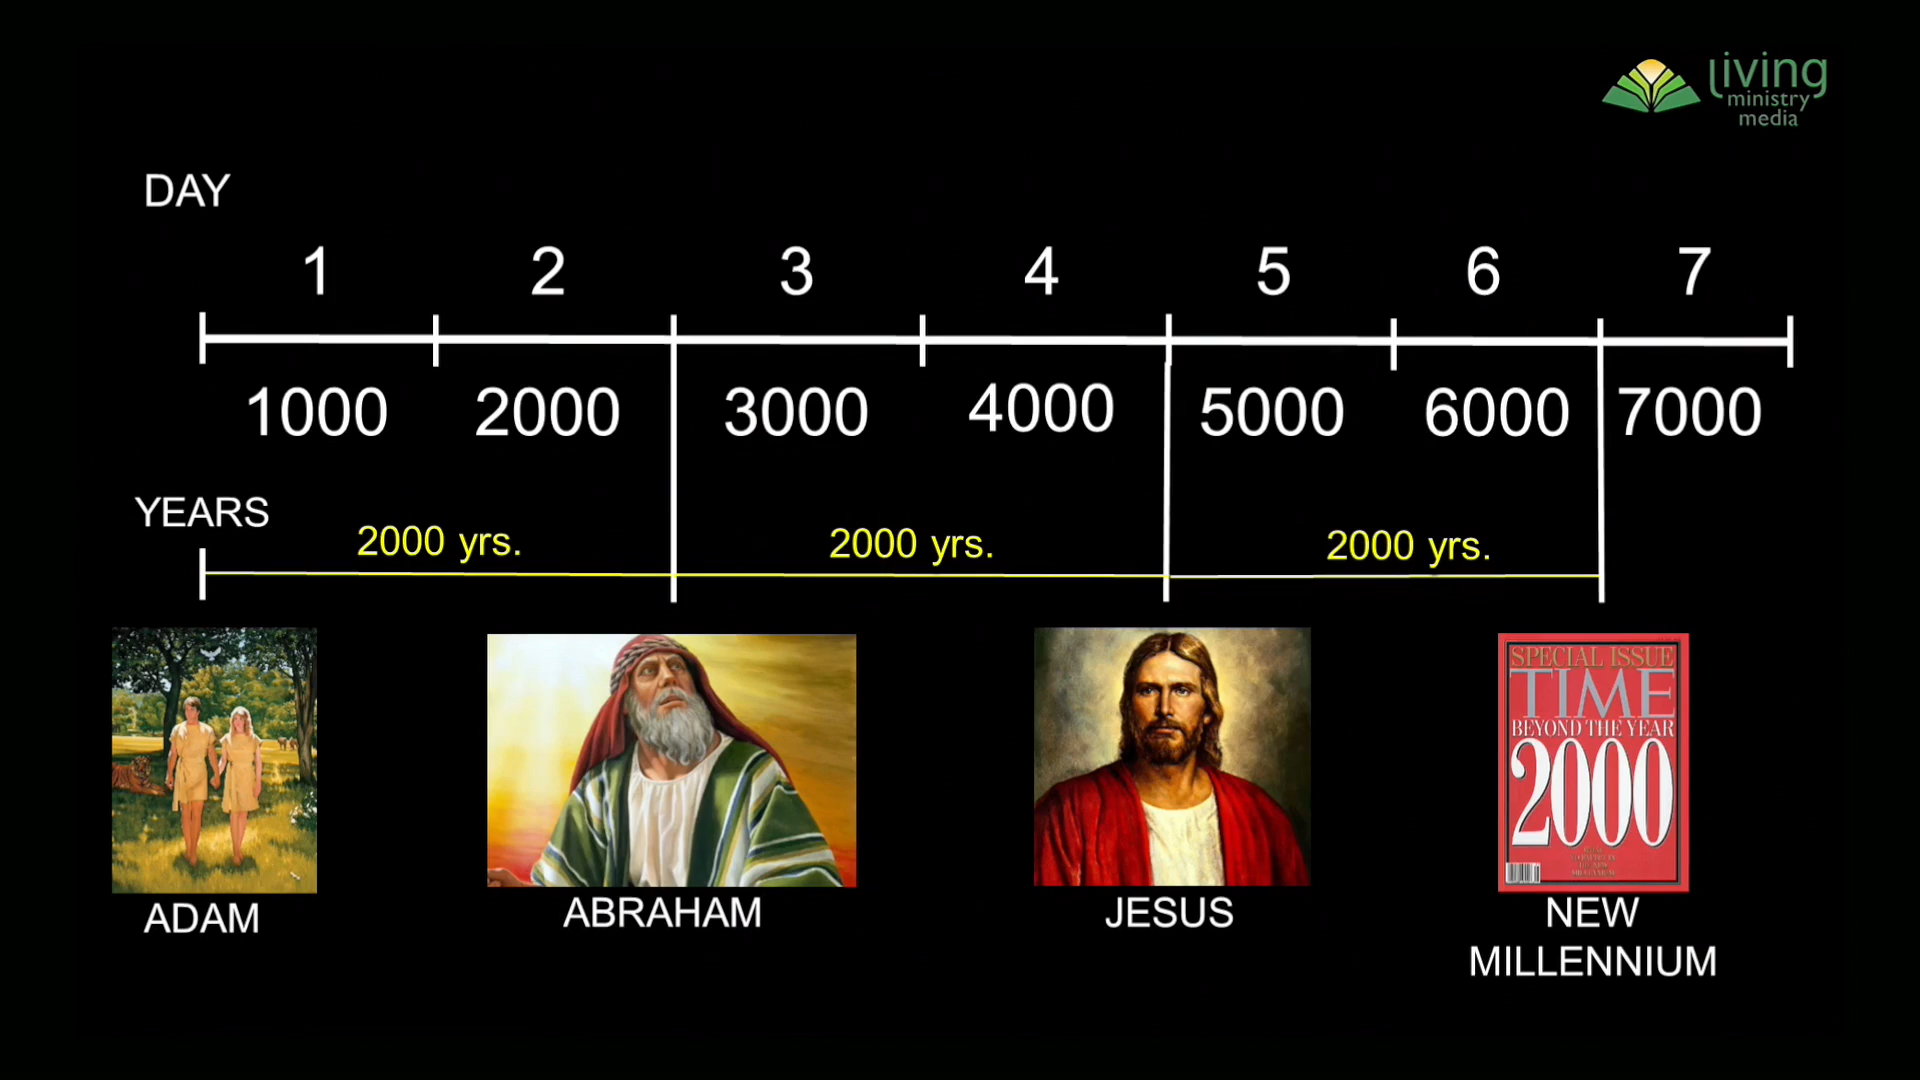 living
ministry
media
DAY
1 2 3 4 5 6 7
1000 2000 3000 4000 5000 6000 7000
YEARS
2000 yrs. 2000 yrs. 2000 yrs.
SPECIAL ISSUE
TIME
BEYOND THE YEAR
2000
ADAM ABRAHAM JESUS NEW
MILLENNIUM